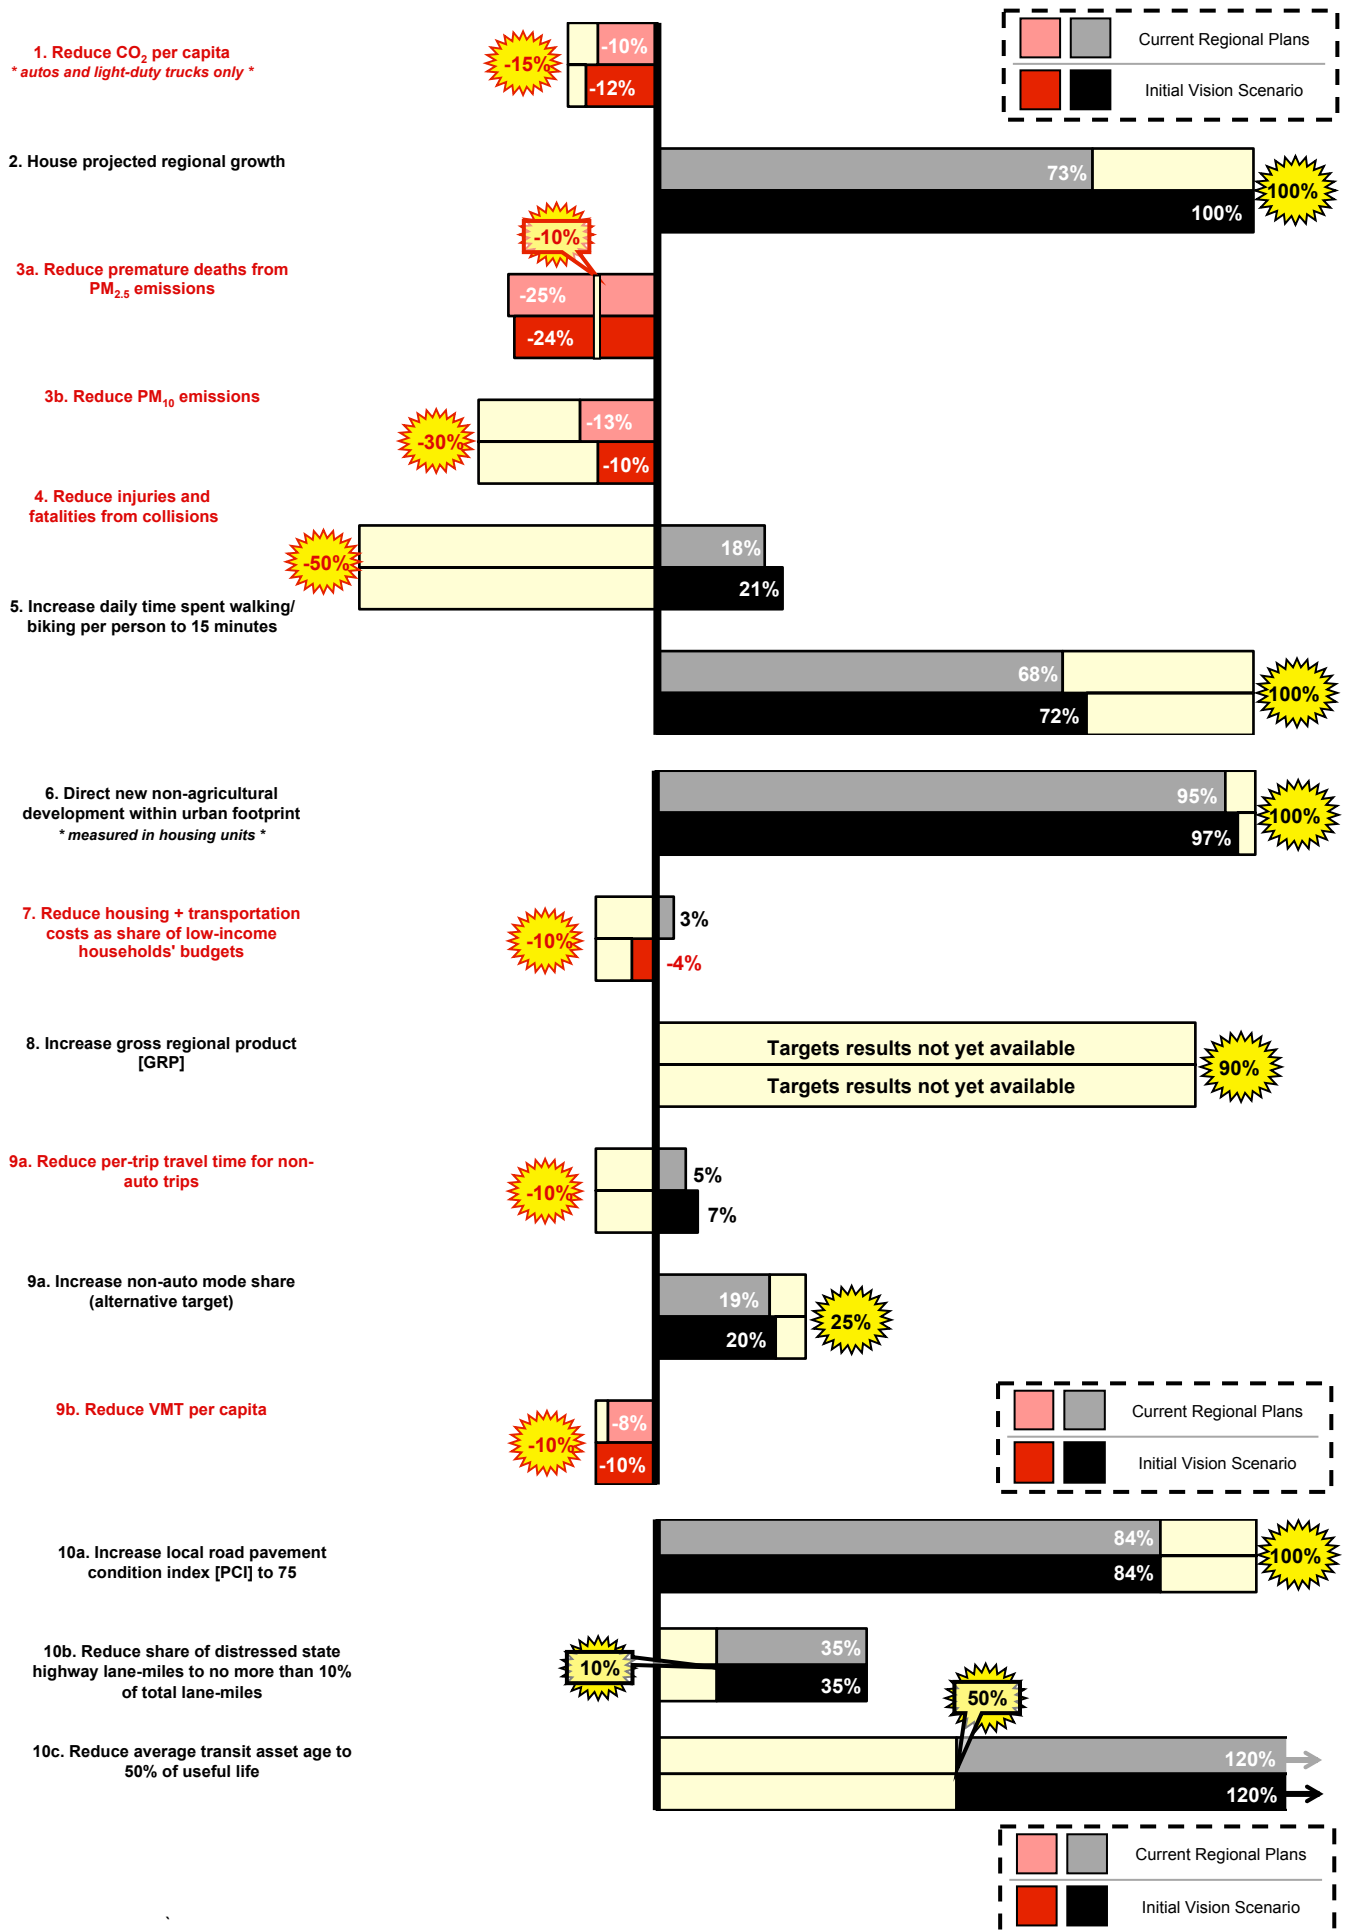 1. Reduce CO2 per capita
* autos and light-duty trucks only *
-15%
-10%
-12%
Current Regional Plans
Initial Vision Scenario
2. House projected regional growth
73%
100%
100%
3a. Reduce premature deaths from
PM2.5 emissions
-10%
-25%
-24%
3b. Reduce PM10 emissions
-30%
-13%
-10%
4. Reduce injuries and
fatalities from collisions
-50%
18%
21%
5. Increase daily time spent walking/
biking per person to 15 minutes
68%
72%
100%
6. Direct new non-agricultural
development within urban footprint
* measured in housing units *
95%
97%
100%
7. Reduce housing + transportation
costs as share of low-income
households' budgets
-10%
3%
-4%
8. Increase gross regional product
[GRP]
Targets results not yet available
Targets results not yet available
90%
9a. Reduce per-trip travel time for non-
auto trips
-10%
5%
7%
9a. Increase non-auto mode share
(alternative target)
19%
20%
25%
9b. Reduce VMT per capita
-10%
-8%
-10%
Current Regional Plans
Initial Vision Scenario
10a. Increase local road pavement
condition index [PCI] to 75
84%
84%
100%
10b. Reduce share of distressed state
highway lane-miles to no more than 10%
of total lane-miles
10%
35%
35%
10c. Reduce average transit asset age to
50% of useful life
50%
120%
120%
Current Regional Plans
Initial Vision Scenario
`